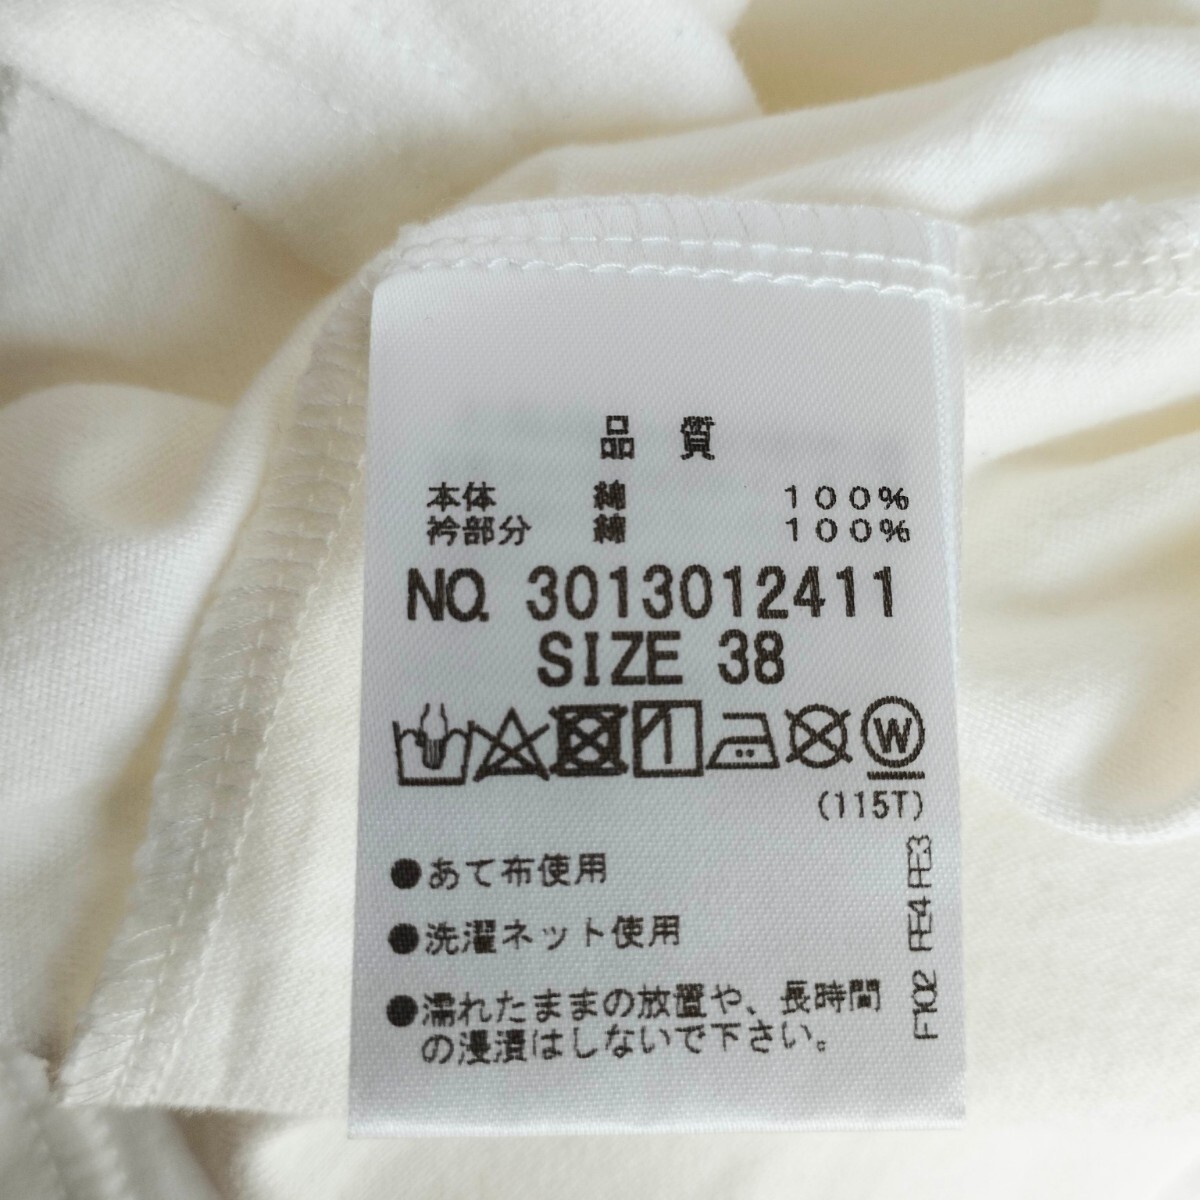 品 質
本体 綿 100%
衿部分 綿 100%
NO. 3013012411
SIZE 38
W
(115T)
●あて布使用
●洗濯ネット使用
●濡れたままの放置や、長時間
の浸漬はしないで下さい。
F102 FE4 FE3